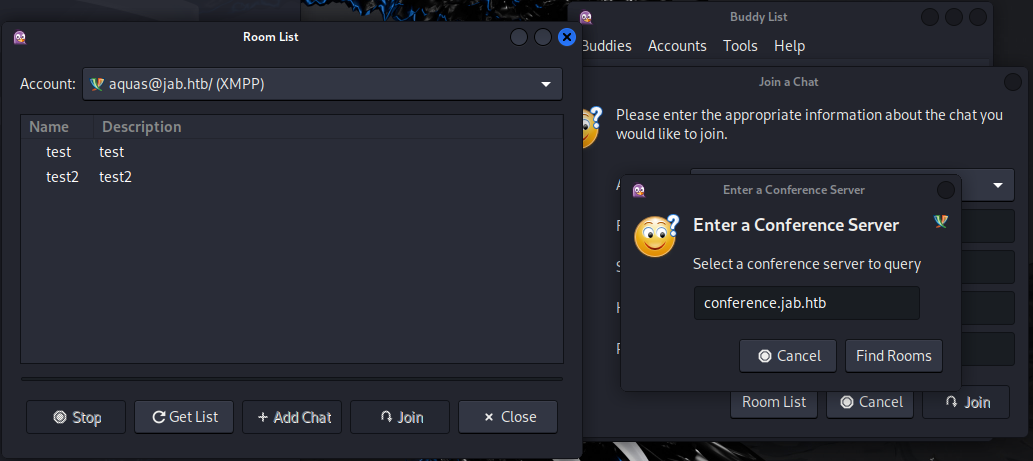 Room List
Account:
aquas@jab.htb/ (XMPP)
Name Description
test test
test2 test2
Stop
Get List
Add Chat
Join
Close
Buddy List
Buddies Accounts Tools Help
Join a Chat
Please enter the appropriate information about the chat you
would like to join.
Enter a Conference Server
Enter a Conference Server
Select a conference server to query
conference.jab.htb
Cancel
Find Rooms
Room List
Cancel
Join